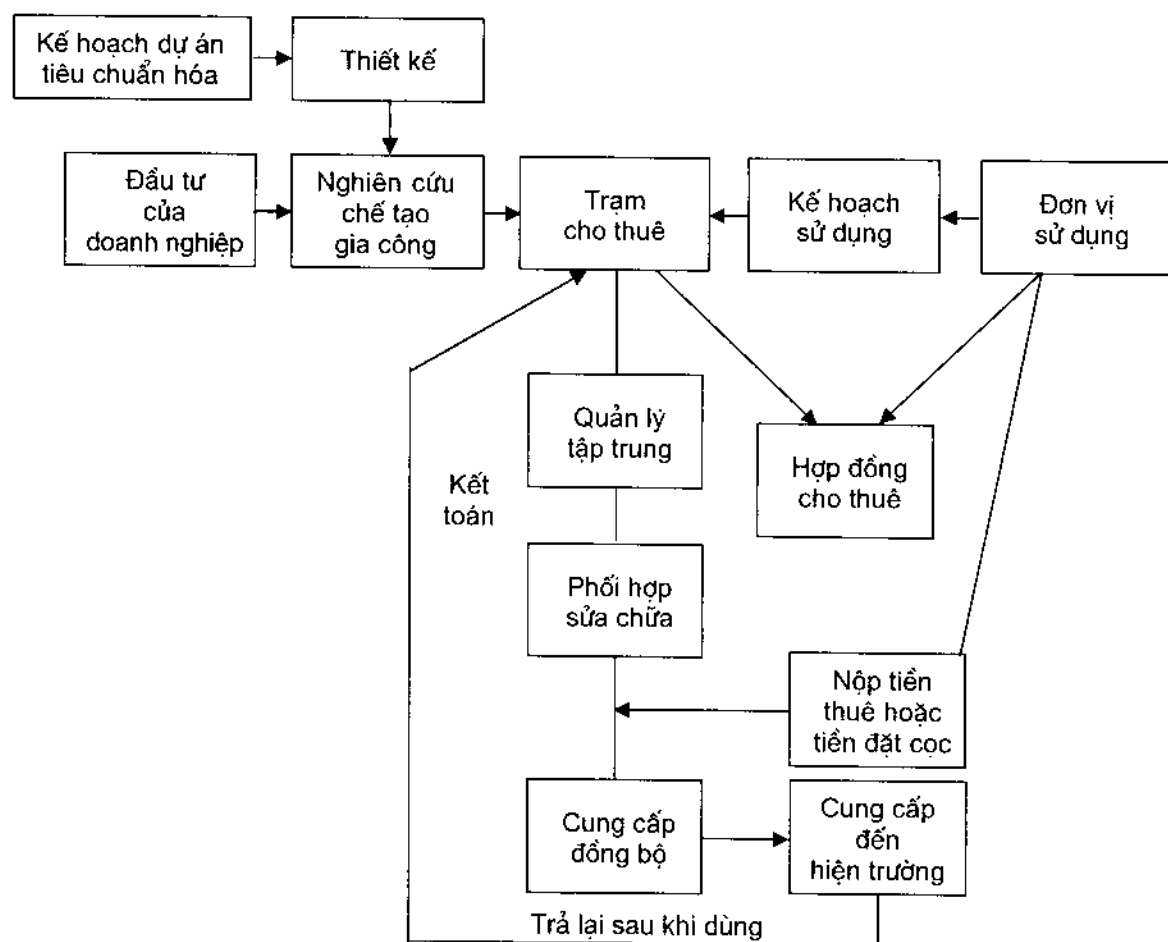 Kế hoạch dự án
tiêu chuẩn hóa
Thiết kế
Đầu tư
của
doanh nghiệp
Nghiên cứu
chế tạo
gia công
Trạm
cho thuê
Kế hoạch
sử dụng
Đơn vị
sử dụng
Quản lý
tập trung
Hợp đồng
cho thuê
Kết
toán
Phối hợp
sửa chữa
Nộp tiền
thuê hoặc
tiền đặt cọc
Cung cấp
đồng bộ
Cung cấp
đến
hiện trường
Trả lại sau khi dùng